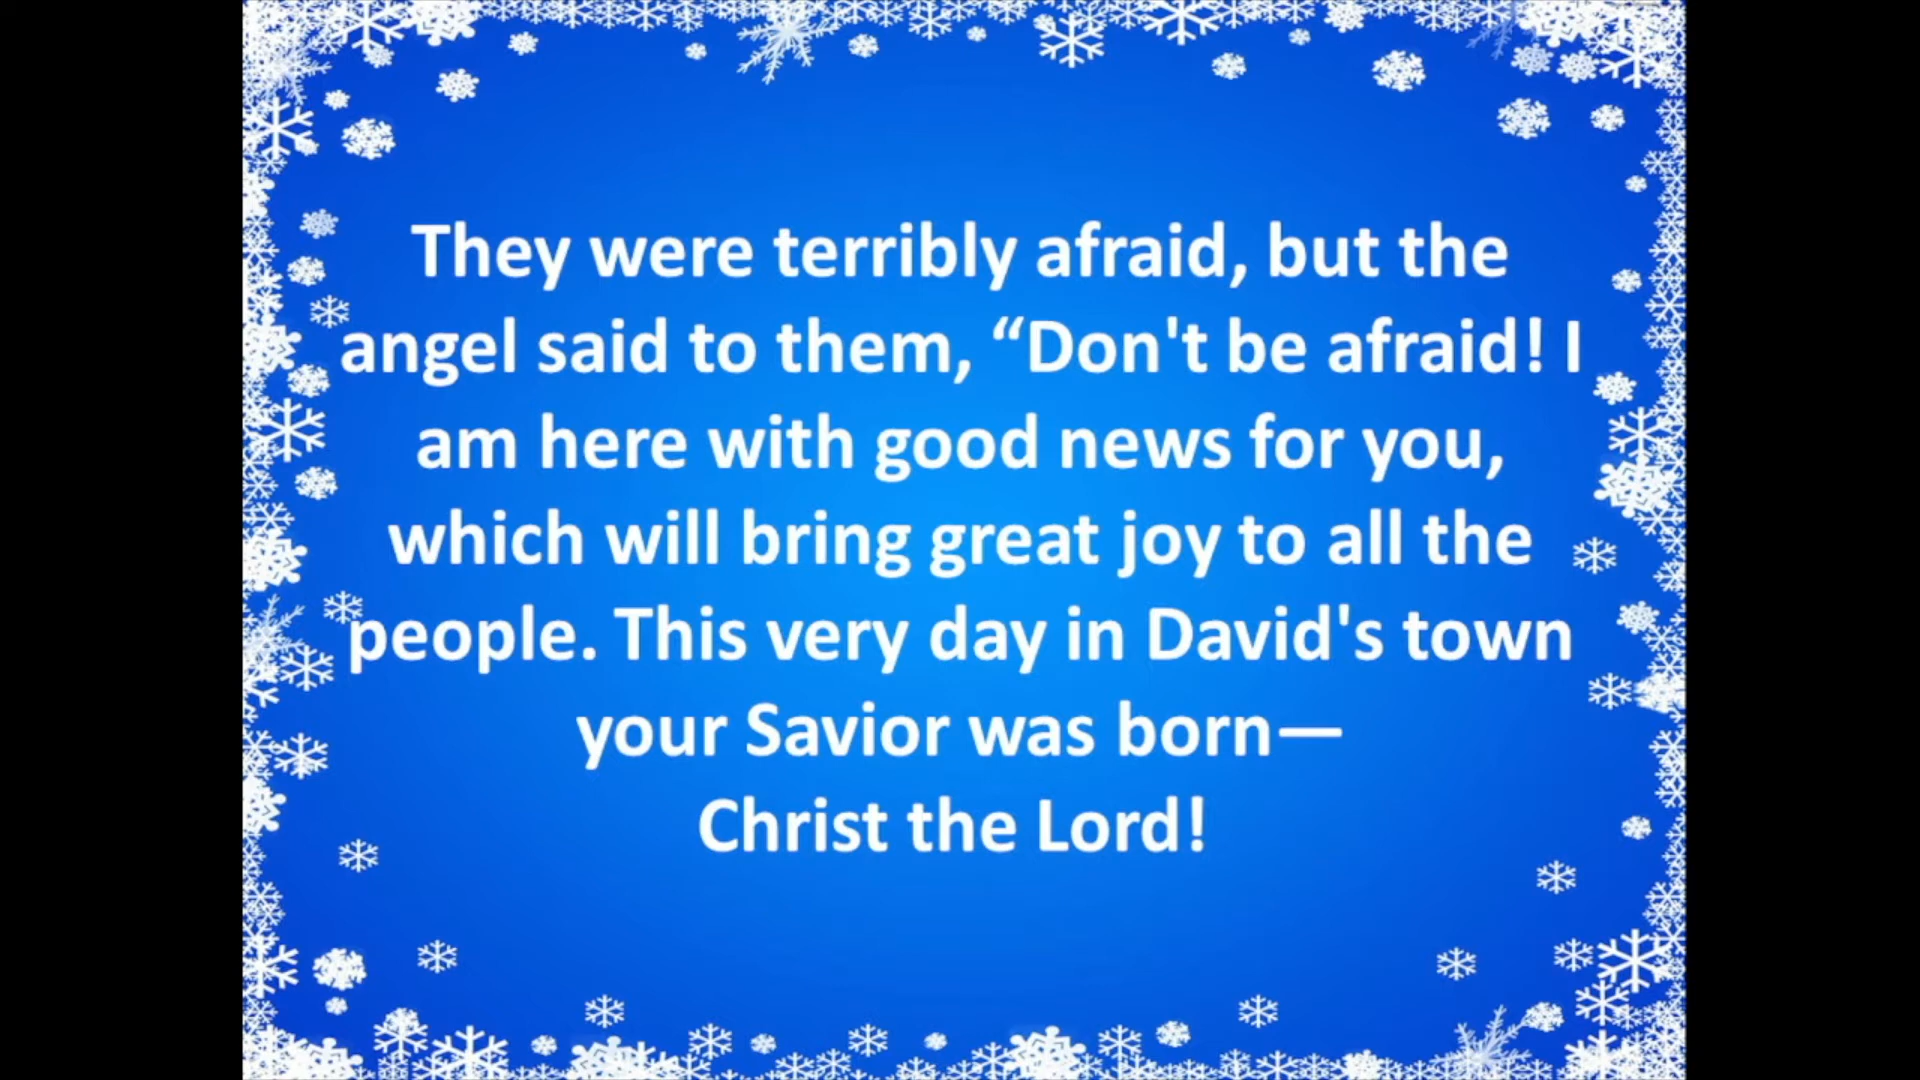 They were terribly afraid, but the
angel said to them, “Don't be afraid! I
am here with good news for you,
which will bring great joy to all the
people. This very day in David's town
your Savior was born—
Christ the Lord!